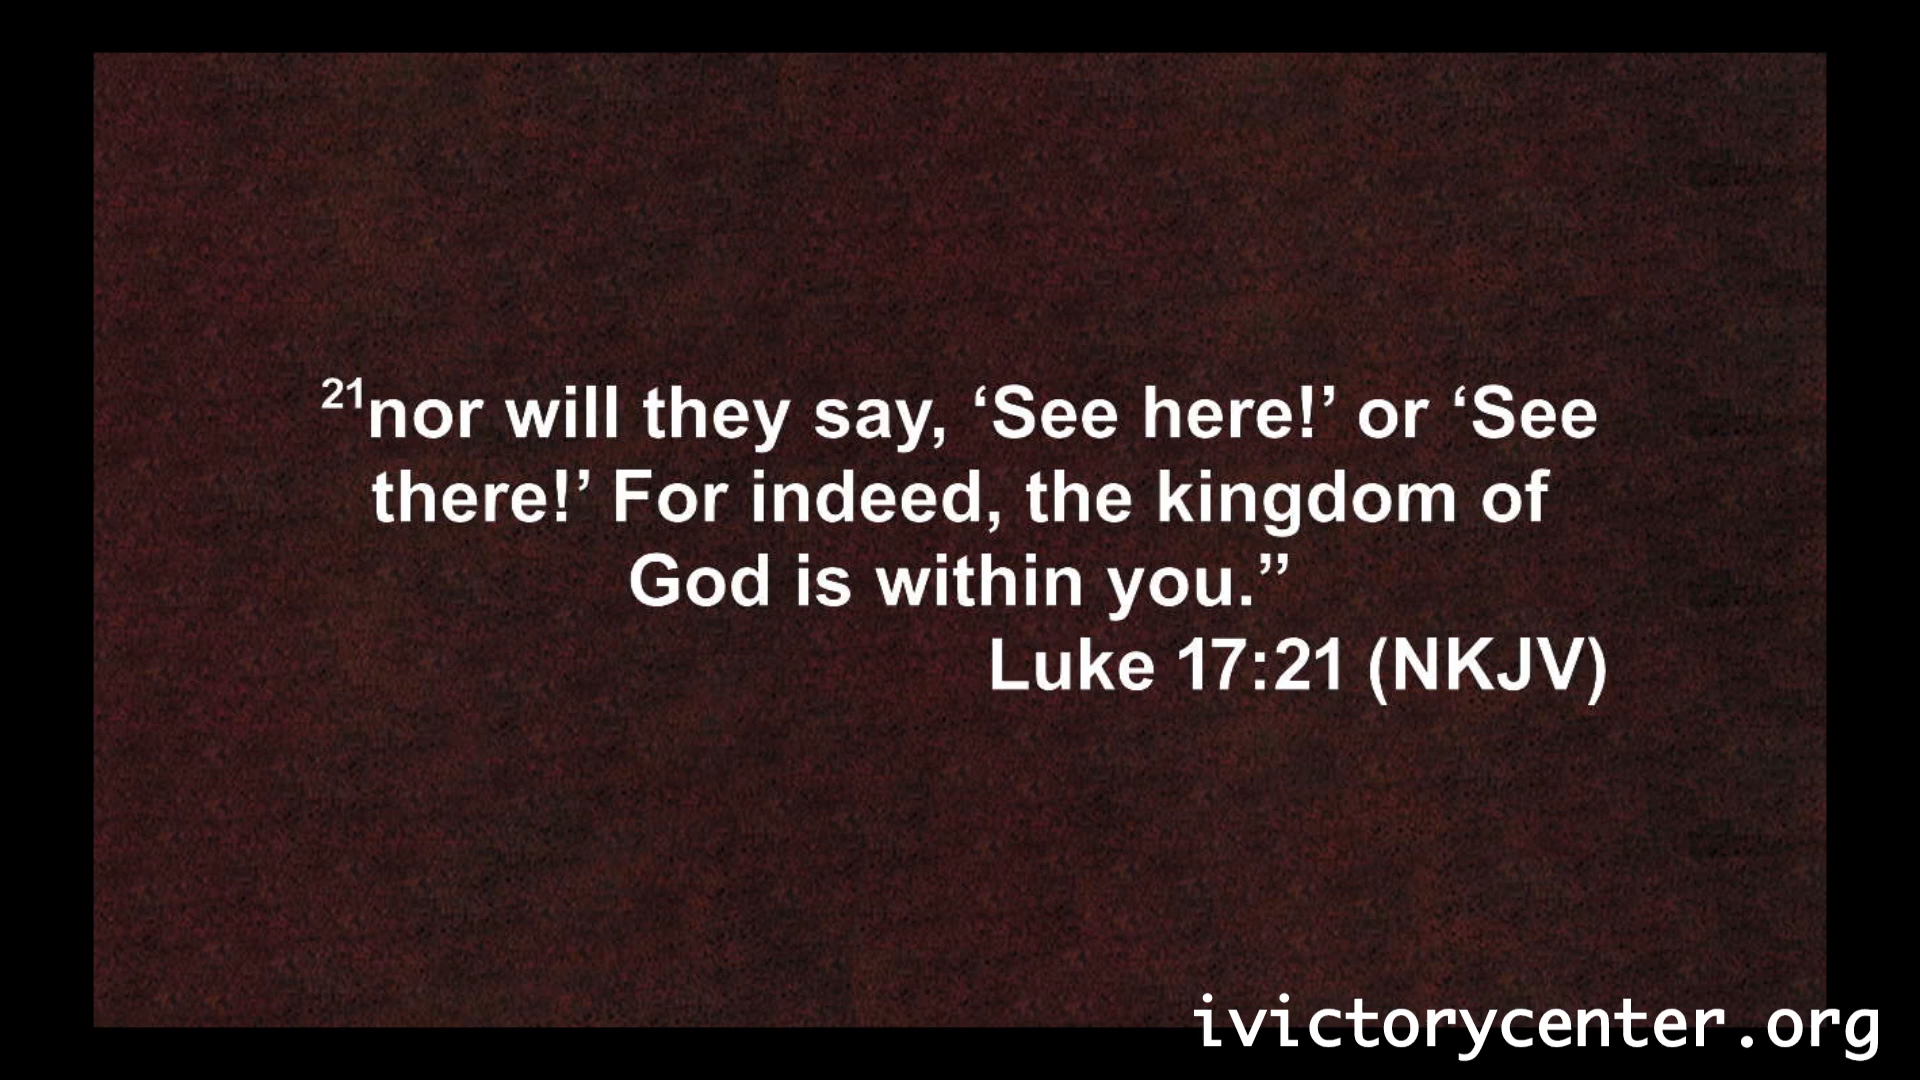 21nor will they say, ‘See here!’ or ‘See
there!’ For indeed, the kingdom of
God is within you.”
Luke 17:21 (NKJV)
ivictorycenter.org